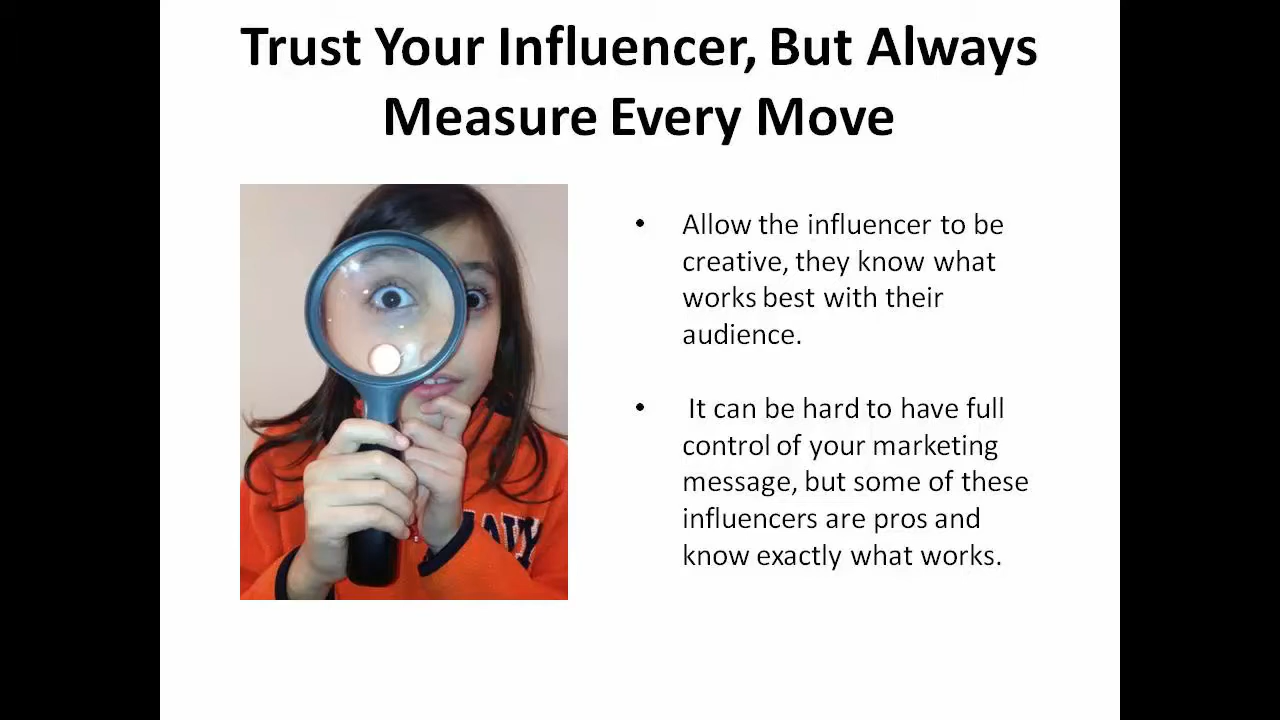 Trust Your Influencer, But Always
Measure Every Move
• Allow the influencer to be
creative, they know what
works best with their
audience.
• It can be hard to have full
control of your marketing
message, but some of these
influencers are pros and
know exactly what works.